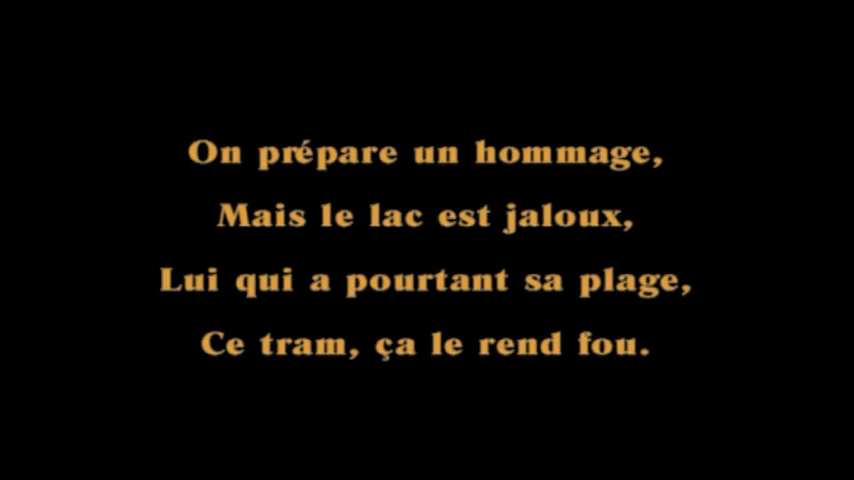 On prépare un hommage,
Mais le lac est jaloux,
Lui qui a pourtant sa plage,
Ce tram, ça le rend fou.